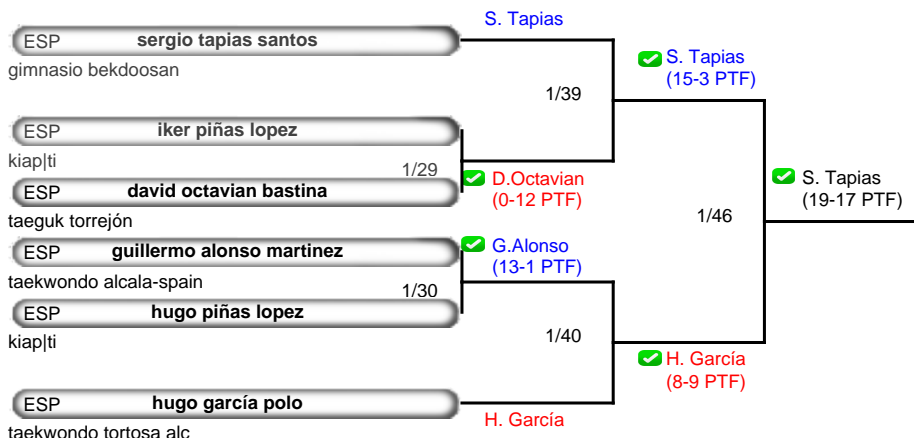 S. Tapias
ESP sergio tapias santos
gimnasio bekdoosan
S. Tapias
(15-3 PTF)
1/39
ESP iker piñas lopez
kiap|ti
1/29
D.Octavian
(0-12 PTF)
ESP david octavian bastina
taeguk torrejón
S. Tapias
(19-17 PTF)
1/46
ESP guillermo alonso martinez
taekwondo alcala-spain
G.Alonso
(13-1 PTF)
1/30
ESP hugo piñas lopez
kiap|ti
1/40
H. García
(8-9 PTF)
ESP hugo garcía polo
H. García
taekwondo tortosa alc